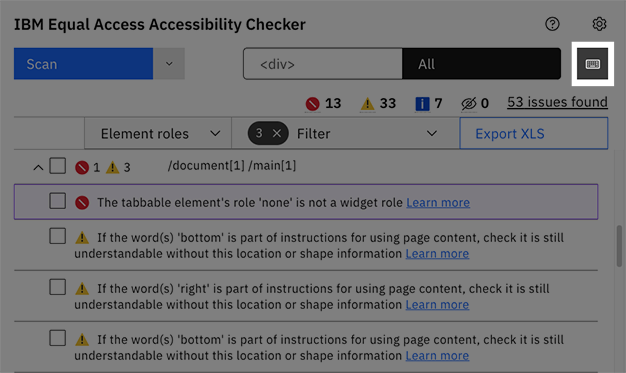 IBM Equal Access Accessibility Checker
Scan
<div>
All
13
33
7
0
53 issues found
Element roles
3
Filter
Export XLS
1
3
/document[1] /main[1]
The tabbable element's role 'none' is not a widget role Learn more
If the word(s) 'bottom' is part of instructions for using page content, check it is still
understandable without this location or shape information Learn more
If the word(s) 'right' is part of instructions for using page content, check it is still
understandable without this location or shape information Learn more
If the word(s) 'bottom' is part of instructions for using page content, check it is still
understandable without this location or shape information Learn more